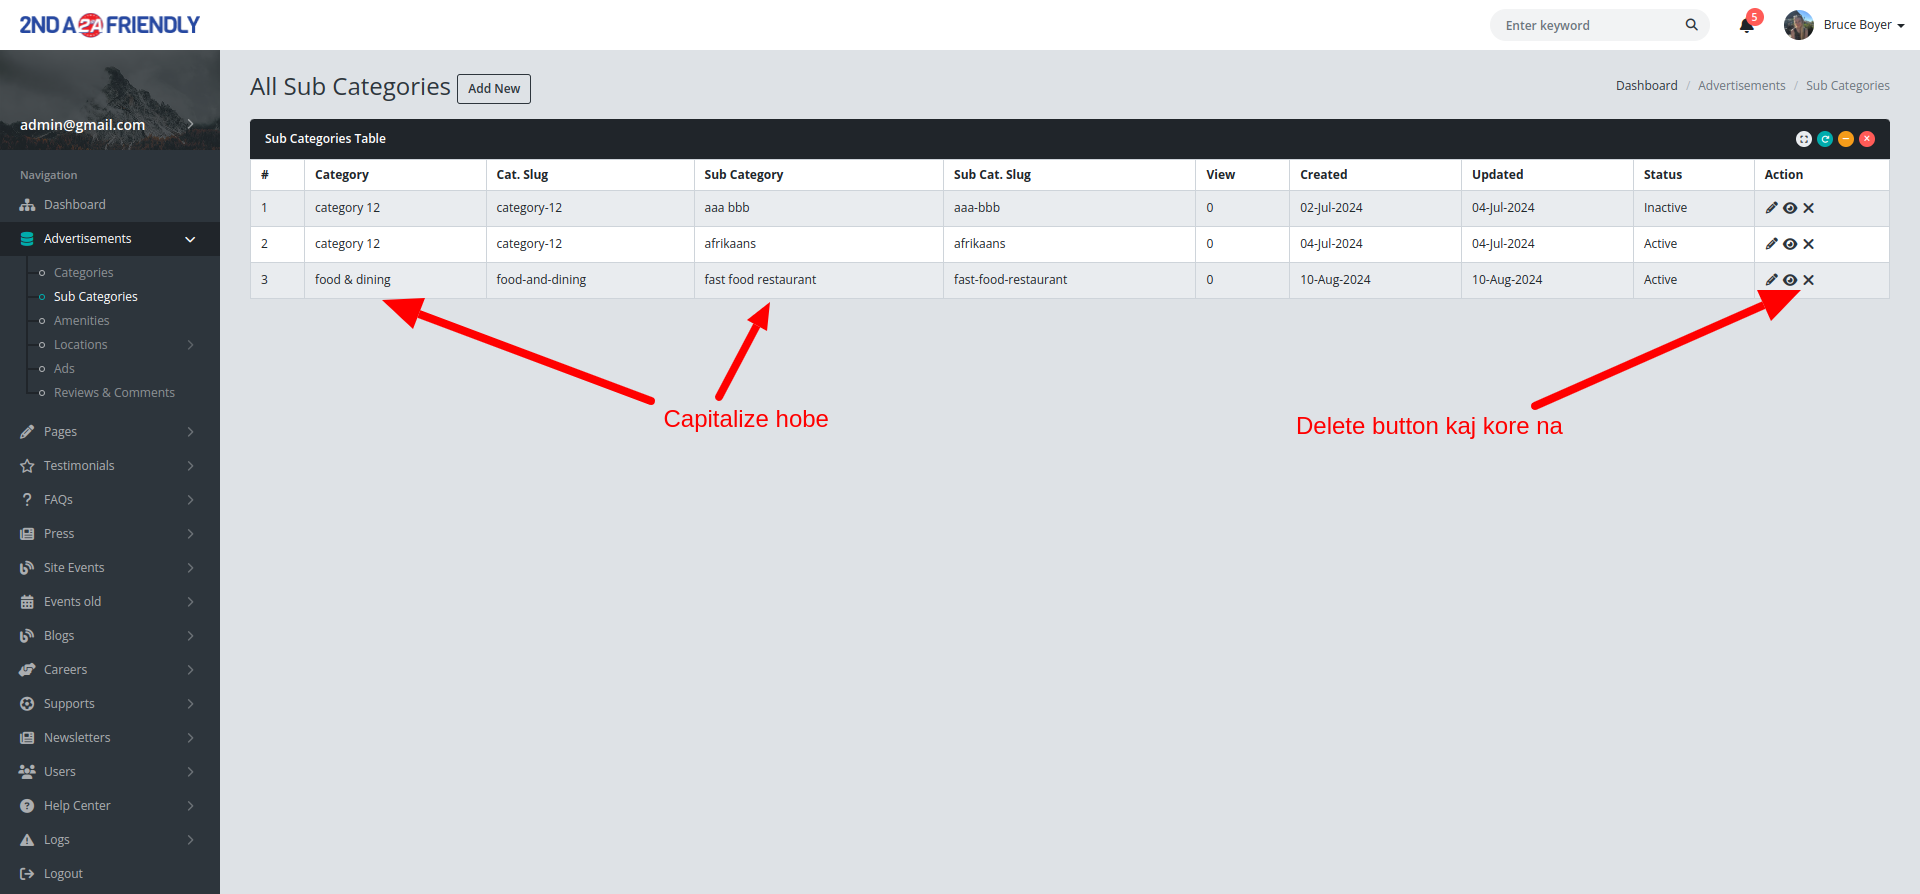 2ND A 2A FRIENDLY
Enter keyword
5
Bruce Boyer
admin@gmail.com
Navigation
Dashboard
Advertisements
Categories
Sub Categories
Amenities
Locations
Ads
Reviews & Comments
Pages
Testimonials
FAQs
Press
Site Events
Events old
Blogs
Careers
Supports
Newsletters
Users
Help Center
Logs
Logout
All Sub Categories Add New
Dashboard / Advertisements / Sub Categories
Sub Categories Table
# Category Cat. Slug Sub Category Sub Cat. Slug View Created Updated Status Action
1 category 12 category-12 aaa bbb aaa-bbb 0 02-Jul-2024 04-Jul-2024 Inactive
2 category 12 category-12 afrikaans afrikaans 0 04-Jul-2024 04-Jul-2024 Active
3 food & dining food-and-dining fast food restaurant fast-food-restaurant 0 10-Aug-2024 10-Aug-2024 Active
Capitalize hobe
Delete button kaj kore na